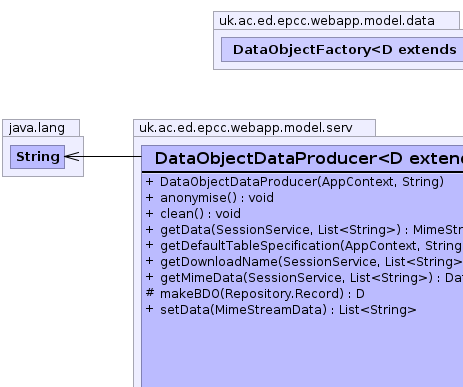 uk.ac.ed.epcc.webapp.model.data
DataObjectFactory<D extends
java.lang
String
uk.ac.ed.epcc.webapp.model.serv
DataObjectDataProducer<D extend
+ DataObjectDataProducer(AppContext, String)
+ anonymise() : void
+ clean() : void
+ getData(SessionService, List<String>) : MimeStr
+ getDefaultTableSpecification(AppContext, String
+ getDownloadName(SessionService, List<String>
+ getMimeData(SessionService, List<String>) : Da
# makeBDO(Repository.Record) : D
+ setData(MimeStreamData) : List<String>